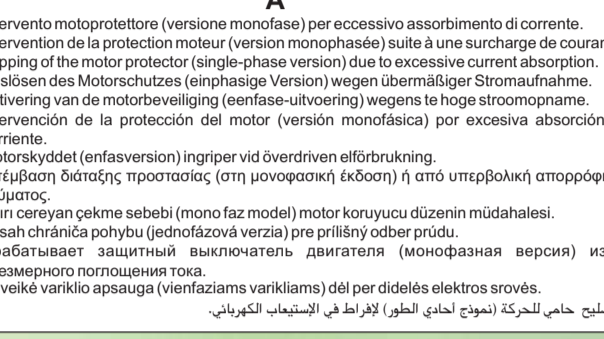 A
ervento motoprotettore (versione monofase) per eccessivo assorbimento di corrente.
ervention de la protection moteur (version monophasée) suite à une surcharge de couran
pping of the motor protector (single-phase version) due to excessive current absorption.
slösen des Motorschutzes (einphasige Version) wegen übermäßiger Stromaufnahme.
tivering van de motorbeveiliging (eenfase-uitvoering) wegens te hoge stroomopname.
ervención de la protección del motor (versión monofásica) por excesiva absorción
rriente.
otorskyddet (enfasversion) ingriper vid överdriven elförbrukning.
τέμβαση διάταξης προστασίας (στη μονοφασική έκδοση) ή από υπερβολική απορρόφη
ύματος.
ırı cereyan çekme sebebi (mono faz model) motor koruyucu düzenin müdahalesi.
sah chrániča pohybu (jednofázová verzia) pre prílišný odber prúdu.
рабатывает защитный выключатель двигателя (монофазная версия) из
езмерного поглощения тока.
veikė variklio apsauga (vienfaziams varikliams) dėl per didelės elektros srovės.
ليح حامي للحركة (نموذج أحادي الطور) لإفراط في الإستيعاب الكهربائي.